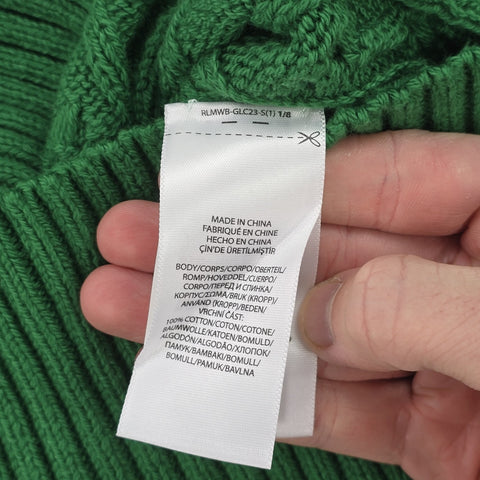 RLMWB-GLC23-S(1) 1/8
MADE IN CHINA
FABRIQUÉ EN CHINE
HECHO EN CHINA
ÇİN'DE ÜRETİLMİŞTİR
BODY/CORPS/CORPO/OBERTEIL/
ROMP/HOVEDDEL/CUERPO/
CORPO/ПЕРЕД И СПИНКА/
КОРПУС/ΣΩΜΑ/BRUK (KROPP)/
ANVÄND (KROPP)/BEDEN/
VRCHNÍ ČÁST:
100% COTTON/COTON/COTONE/
BAUMWOLLE/KATOEN/BOMULD/
ALGODÓN/ALGODÃO/ХЛОПОК/
ПАМУК/ΒΑΜΒΑΚΙ/BOMULL/
BOMULL/PAMUK/BAVLNA